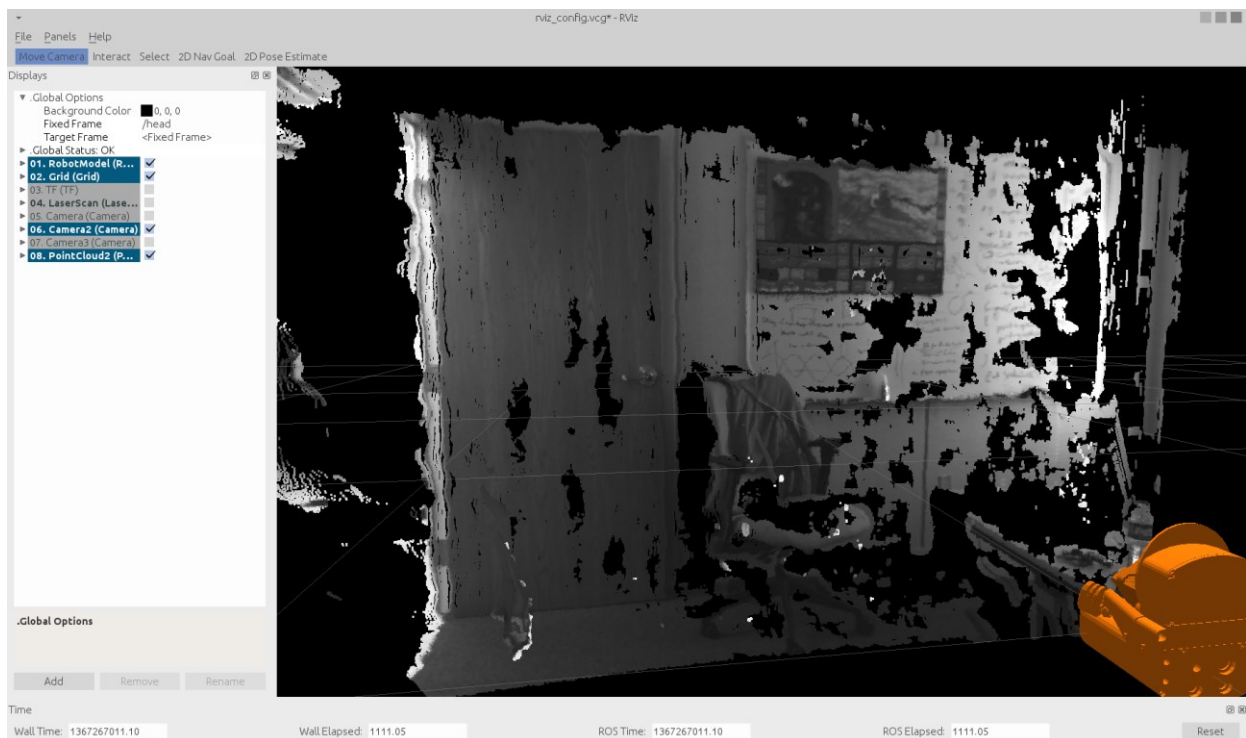 rviz_config.vcg* - RViz
File Panels Help
Move Camera Interact Select 2D Nav Goal 2D Pose Estimate
Displays
.Global Options
Background Color 0, 0, 0
Fixed Frame /head
Target Frame <Fixed Frame>
.Global Status: OK
01. RobotModel (R...
02. Grid (Grid)
03. TF (TF)
04. LaserScan (Lase...
05. Camera (Camera)
06. Camera2 (Camera)
07. Camera3 (Camera)
08. PointCloud2 (P...
.Global Options
Add Remove Rename
Time
Wall Time: 1367267011.10 Wall Elapsed: 1111.05 ROS Time: 1367267011.10 ROS Elapsed: 1111.05 Reset